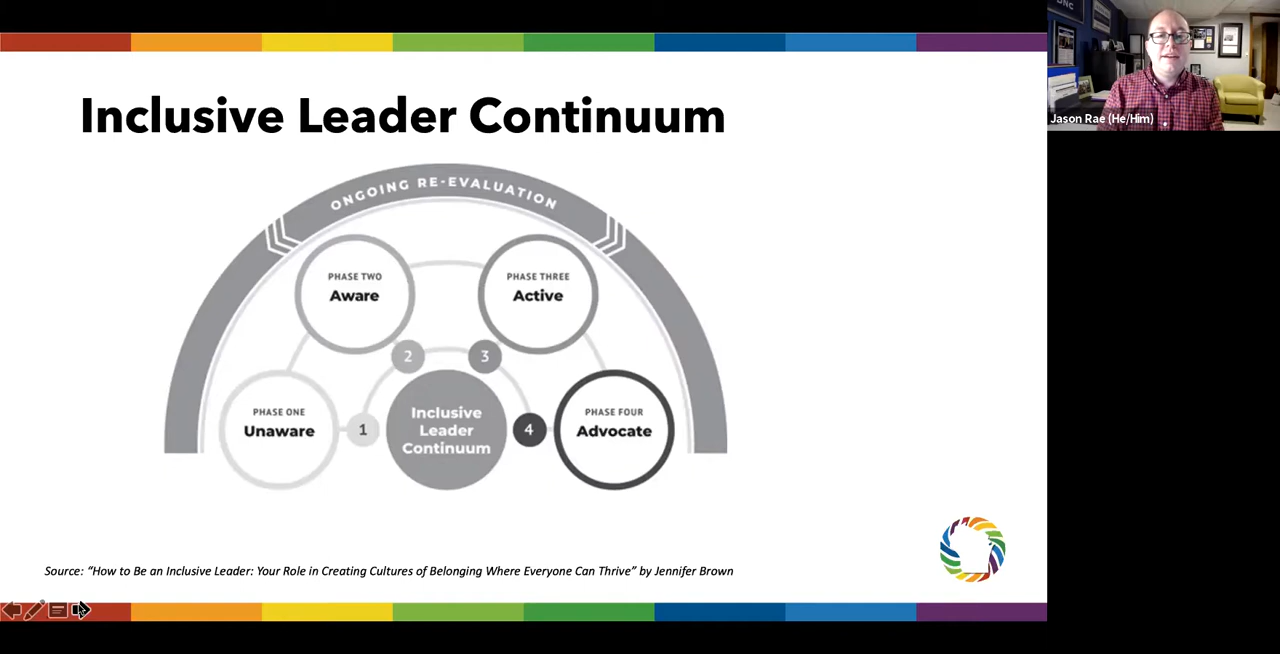 Inclusive Leader Continuum
ONGOING RE-EVALUATION
PHASE TWO
Aware
PHASE THREE
Active
2
3
PHASE ONE
Unaware
1
Inclusive
Leader
Continuum
4
PHASE FOUR
Advocate
Source: “How to Be an Inclusive Leader: Your Role in Creating Cultures of Belonging Where Everyone Can Thrive” by Jennifer Brown
Jason Rae (He/Him)